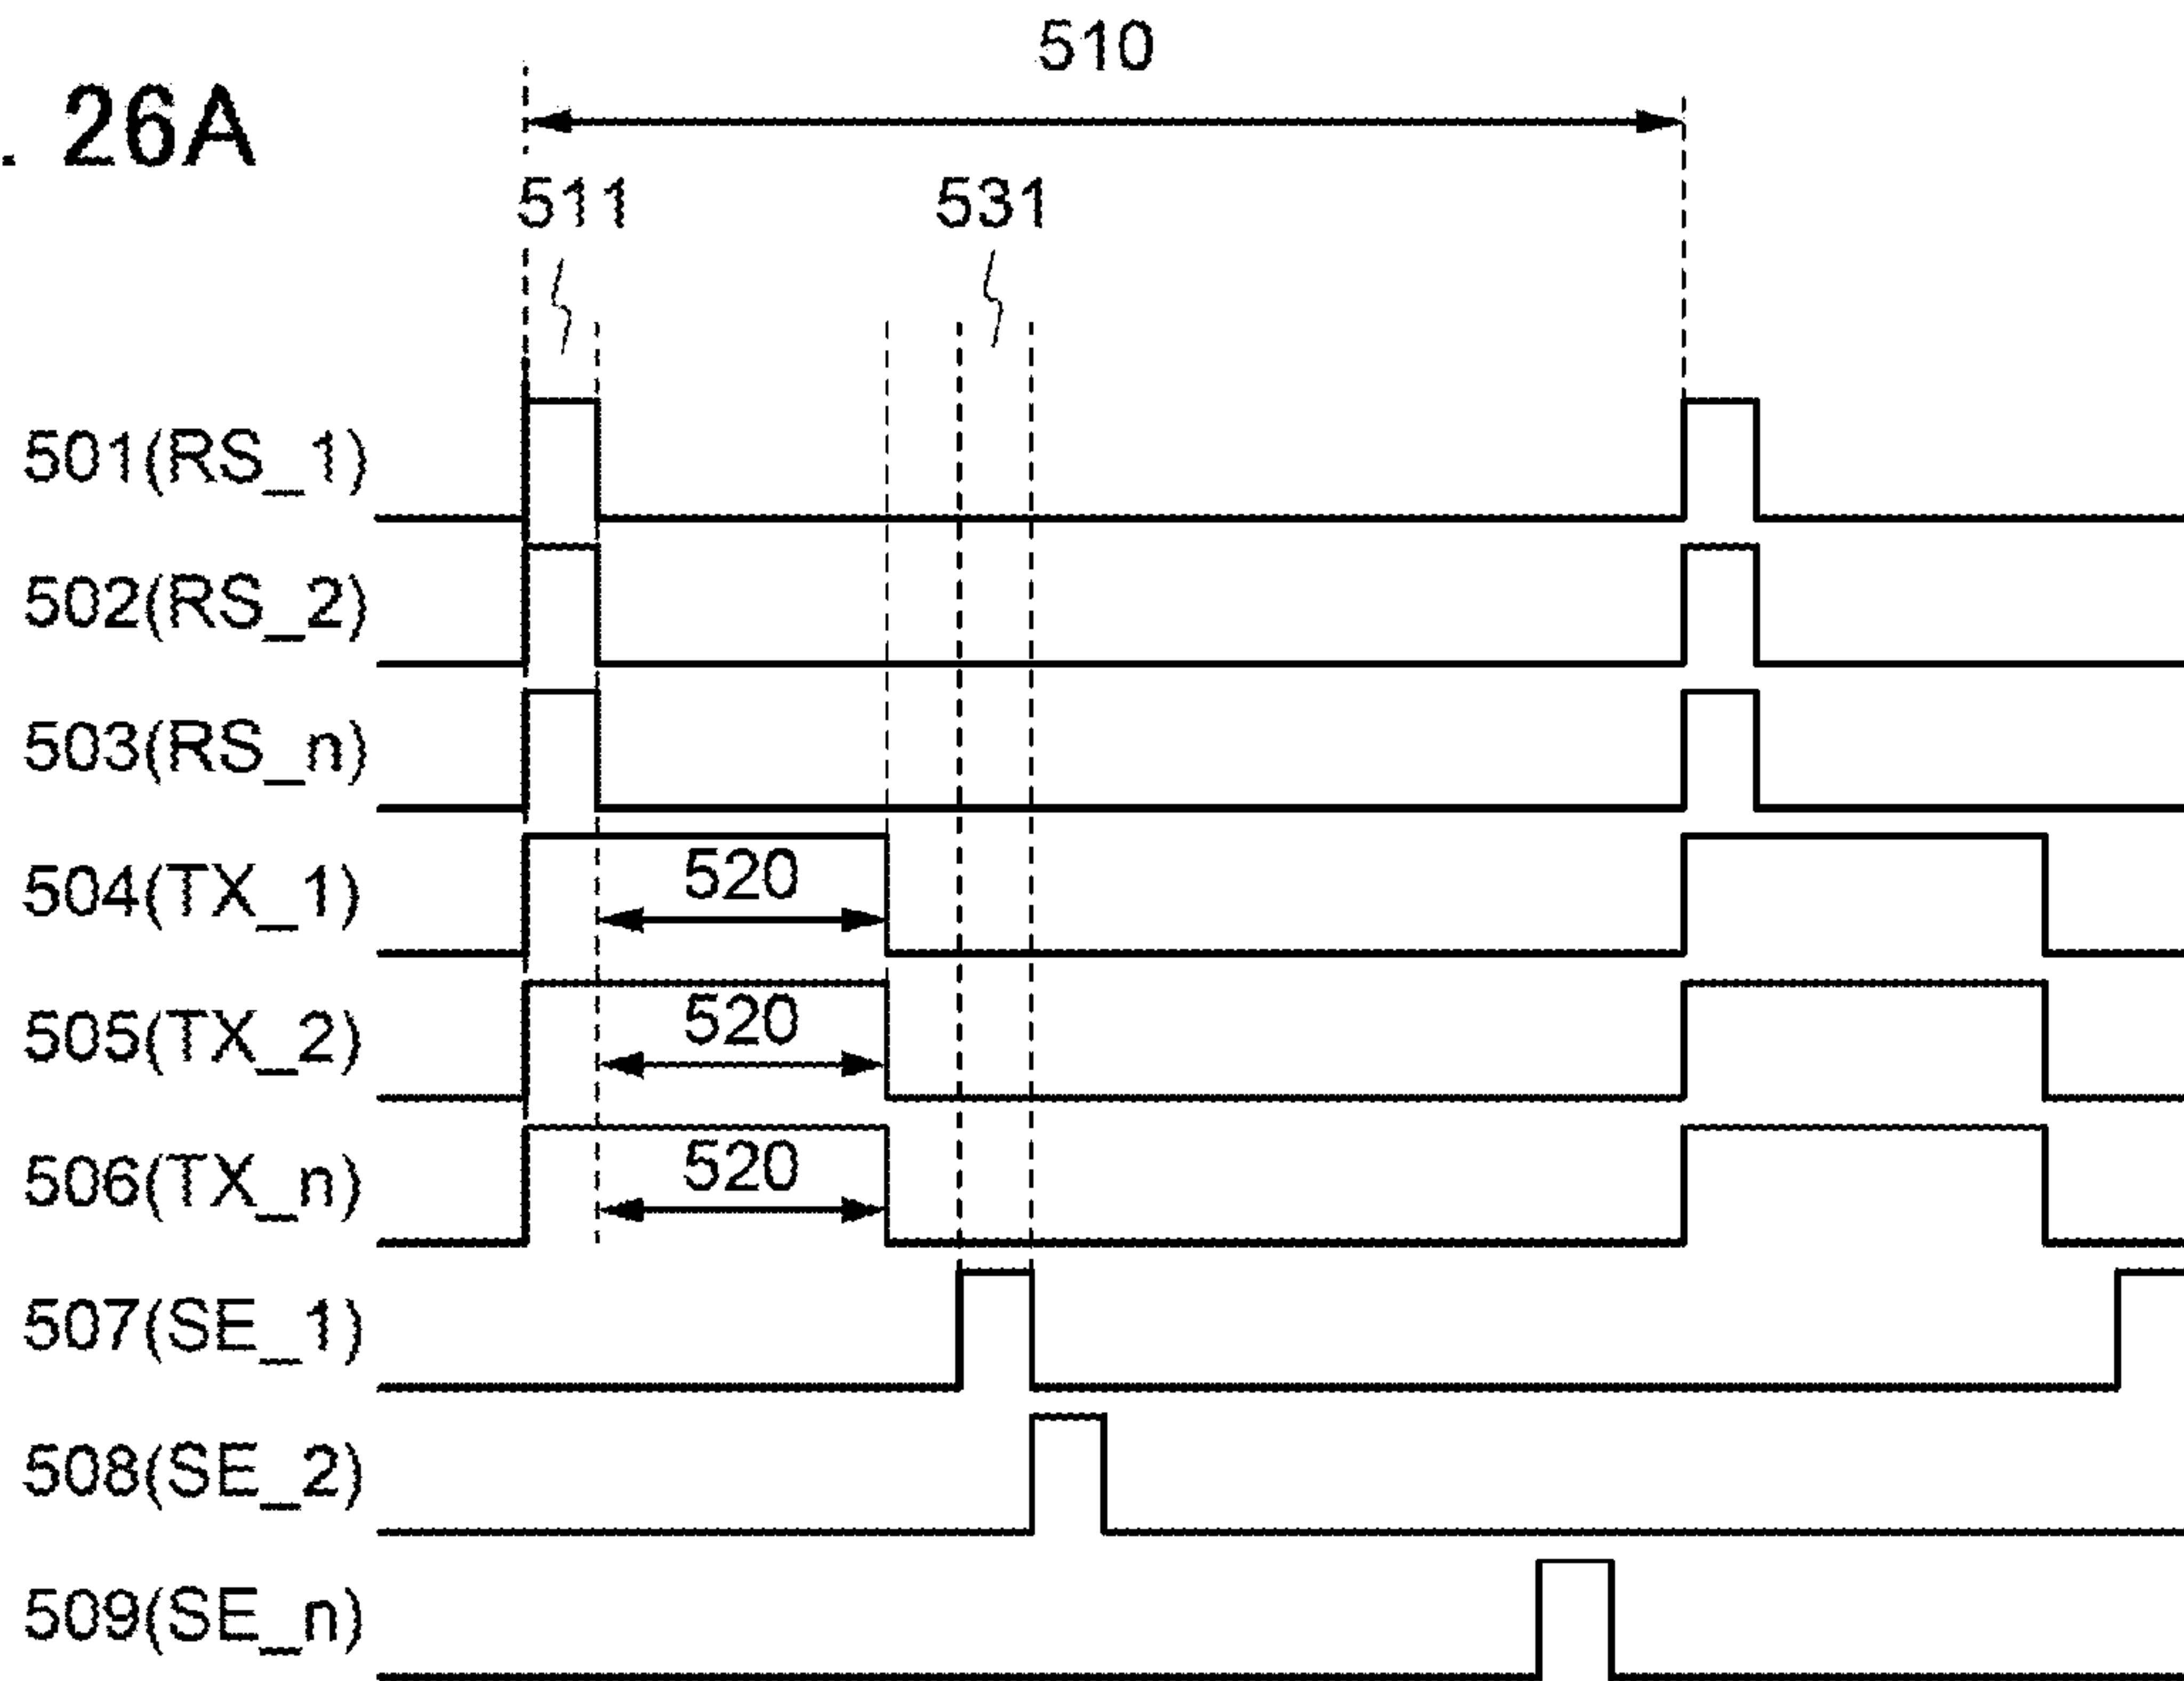 . 26A
510
511
531
501(RS_1)
502(RS_2)
503(RS_n)
504(TX_1)
520
505(TX_2)
520
506(TX_n)
520
507(SE_1)
508(SE_2)
509(SE_n)